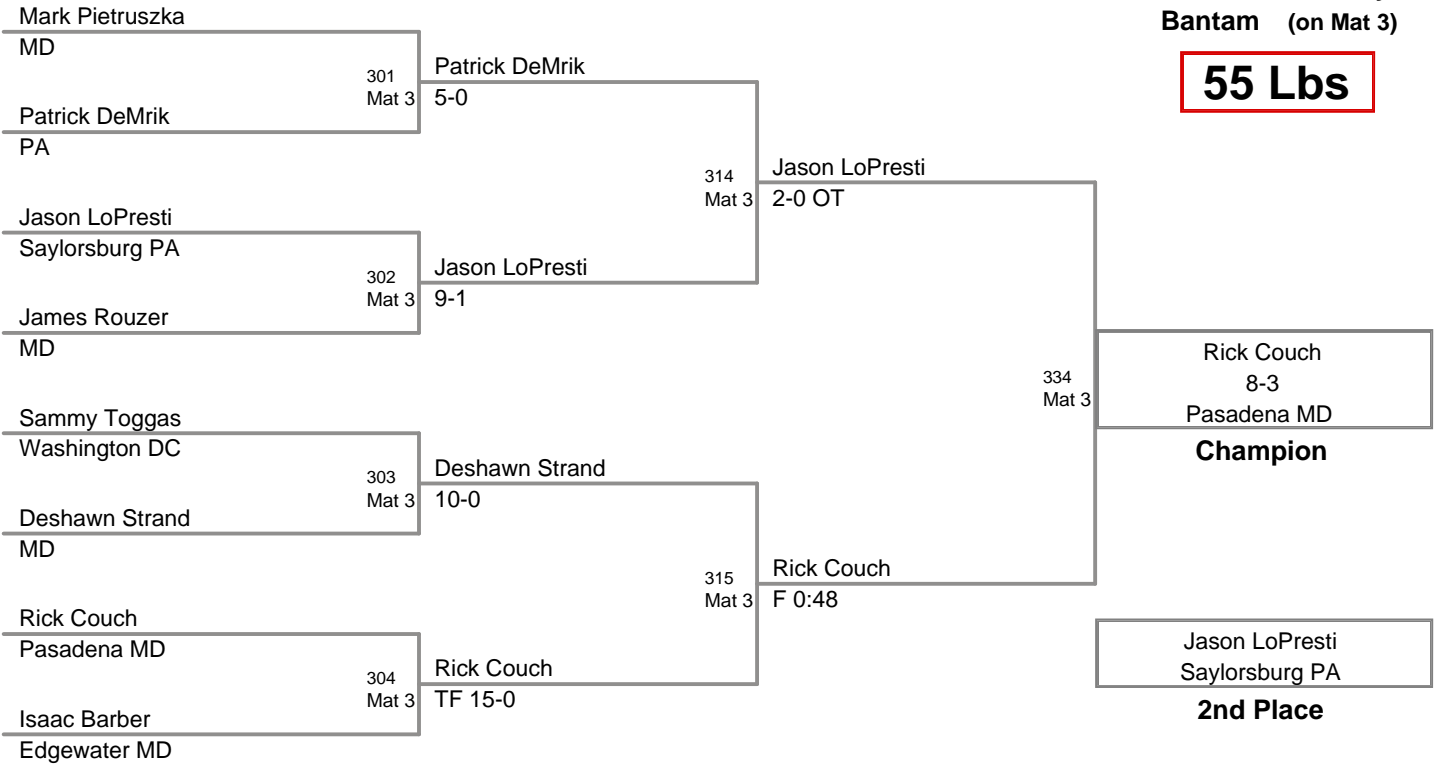 Bantam (on Mat 3)
55 Lbs
Mark Pietruszka
MD
301
Mat 3
Patrick DeMrik
5-0
Patrick DeMrik
PA
314
Mat 3
Jason LoPresti
2-0 OT
Jason LoPresti
Saylorsburg PA
302
Mat 3
Jason LoPresti
9-1
James Rouzer
MD
334
Mat 3
Rick Couch
8-3
Pasadena MD
Champion
Sammy Toggas
Washington DC
303
Mat 3
Deshawn Strand
10-0
Deshawn Strand
MD
315
Mat 3
Rick Couch
F 0:48
Rick Couch
Pasadena MD
304
Mat 3
Rick Couch
TF 15-0
Isaac Barber
Edgewater MD
Jason LoPresti
Saylorsburg PA
2nd Place